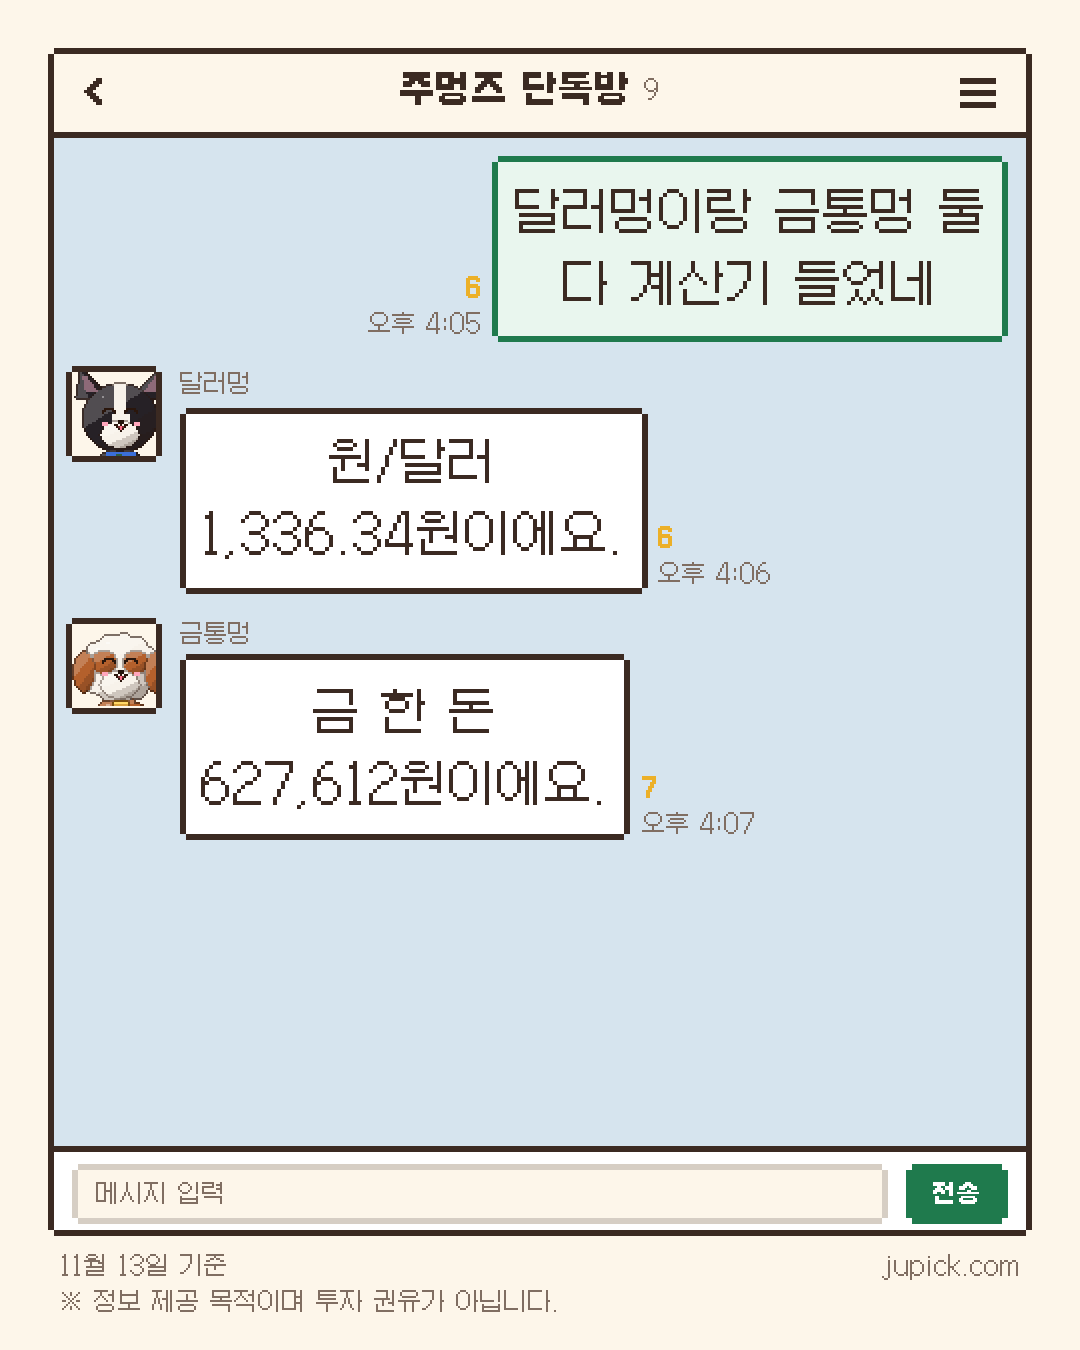 주멍즈 단독방 9
달러멍이랑 금통멍 둘
다 계산기 들었네
6
오후 4:05
달러멍
원/달러
1,336.34원이에요.
6
오후 4:06
금통멍
금 한 돈
627,612원이에요.
7
오후 4:07
메시지 입력
전송
11월 13일 기준
jupick.com
※ 정보 제공 목적이며 투자 권유가 아닙니다.